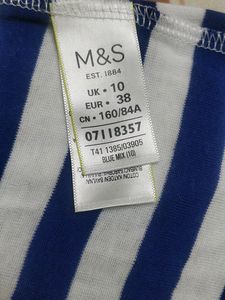 M&S
EST. 1884
UK • 10
EUR • 38
CN • 160/84A
07118357
T41 1385/03905
BLUE MIX (10)